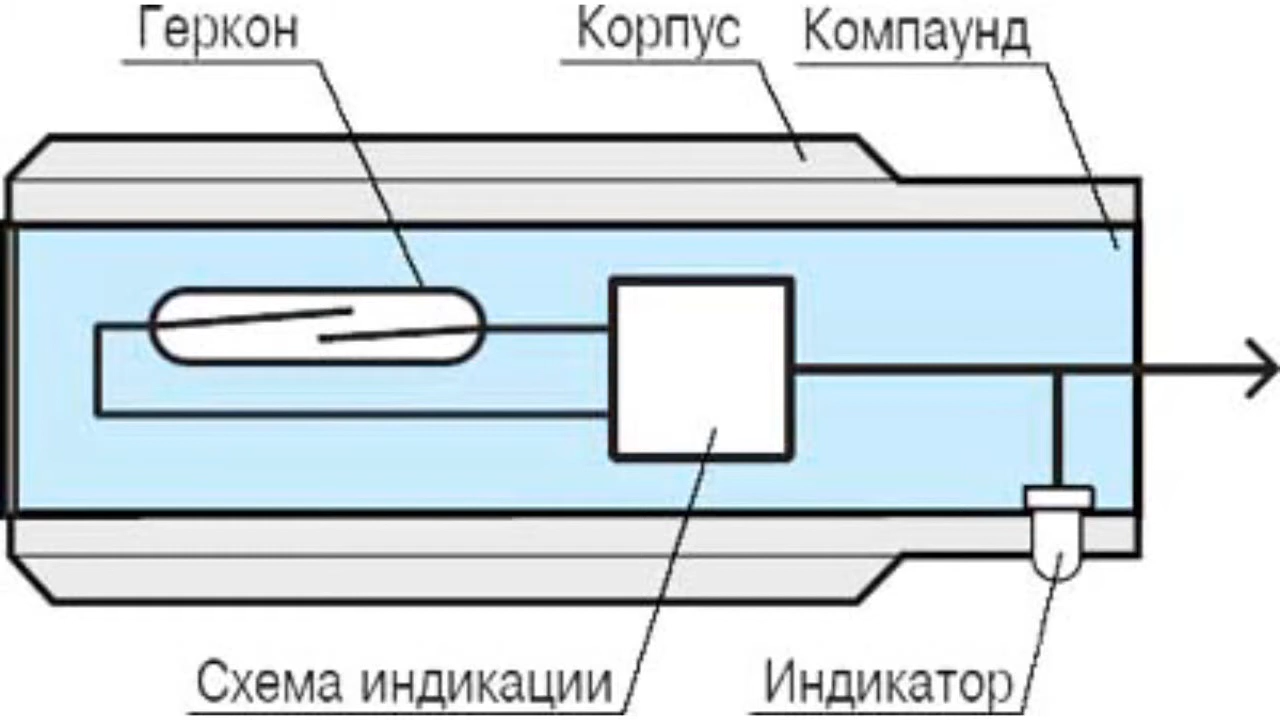 Геркон
Корпус
Компаунд
Схема индикации
Индикатор